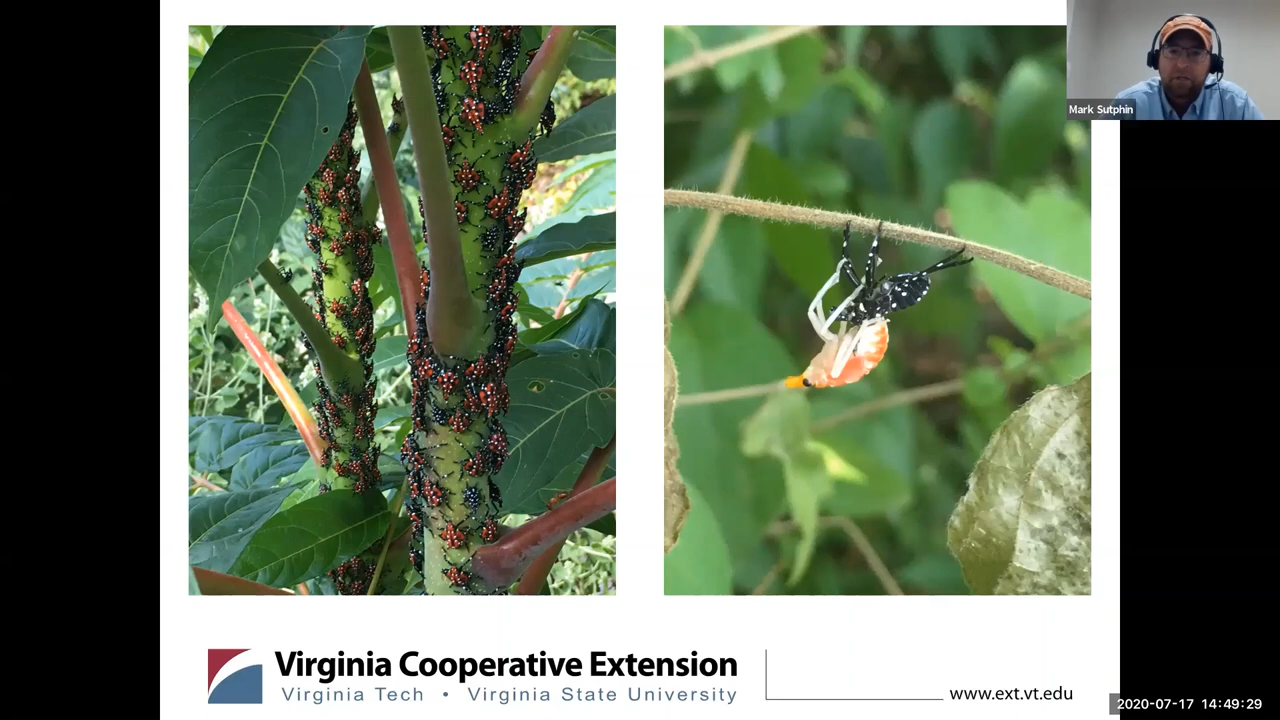 Mark Sutphin
Virginia Cooperative Extension
Virginia Tech • Virginia State University
www.ext.vt.edu
2020-07-17 14:49:29